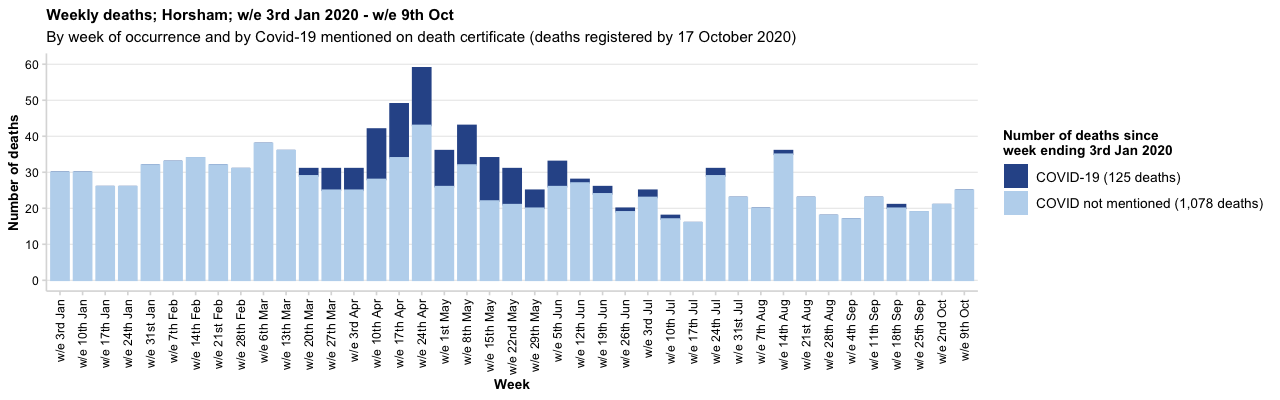 Weekly deaths; Horsham; w/e 3rd Jan 2020 - w/e 9th Oct
By week of occurrence and by Covid-19 mentioned on death certificate (deaths registered by 17 October 2020)
Number of deaths
60
50
40
30
20
10
0
w/e 3rd Jan
w/e 10th Jan
w/e 17th Jan
w/e 24th Jan
w/e 31st Jan
w/e 7th Feb
w/e 14th Feb
w/e 21st Feb
w/e 28th Feb
w/e 6th Mar
w/e 13th Mar
w/e 20th Mar
w/e 27th Mar
w/e 3rd Apr
w/e 10th Apr
w/e 17th Apr
w/e 24th Apr
w/e 1st May
w/e 8th May
w/e 15th May
w/e 22nd May
w/e 29th May
w/e 5th Jun
w/e 12th Jun
w/e 19th Jun
w/e 26th Jun
w/e 3rd Jul
w/e 10th Jul
w/e 17th Jul
w/e 24th Jul
w/e 31st Jul
w/e 7th Aug
w/e 14th Aug
w/e 21st Aug
w/e 28th Aug
w/e 4th Sep
w/e 11th Sep
w/e 18th Sep
w/e 25th Sep
w/e 2nd Oct
w/e 9th Oct
Week
Number of deaths since
week ending 3rd Jan 2020
COVID-19 (125 deaths)
COVID not mentioned (1,078 deaths)